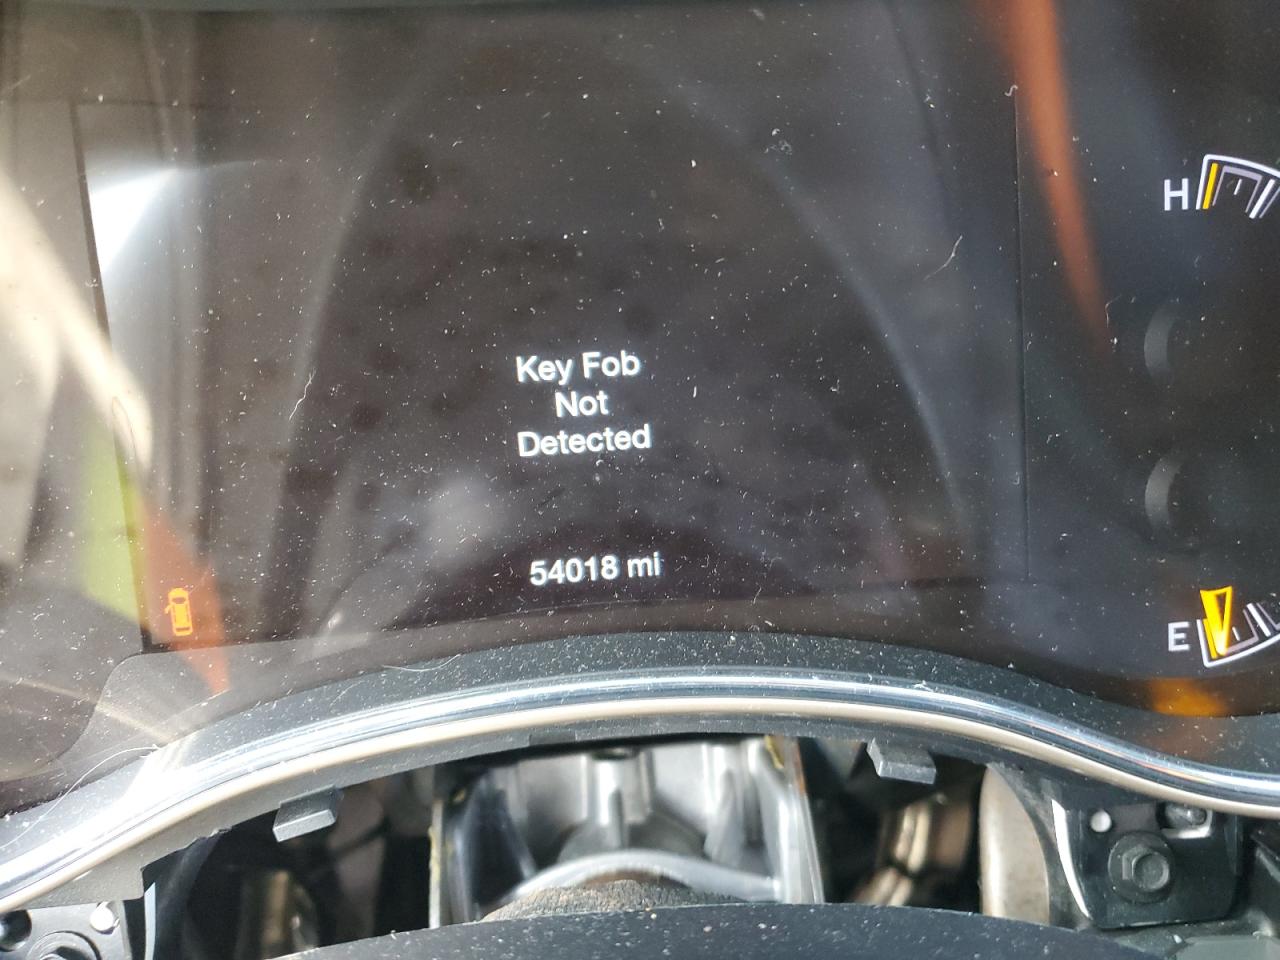 H
Key Fob
Not
Detected
54018 mi
E